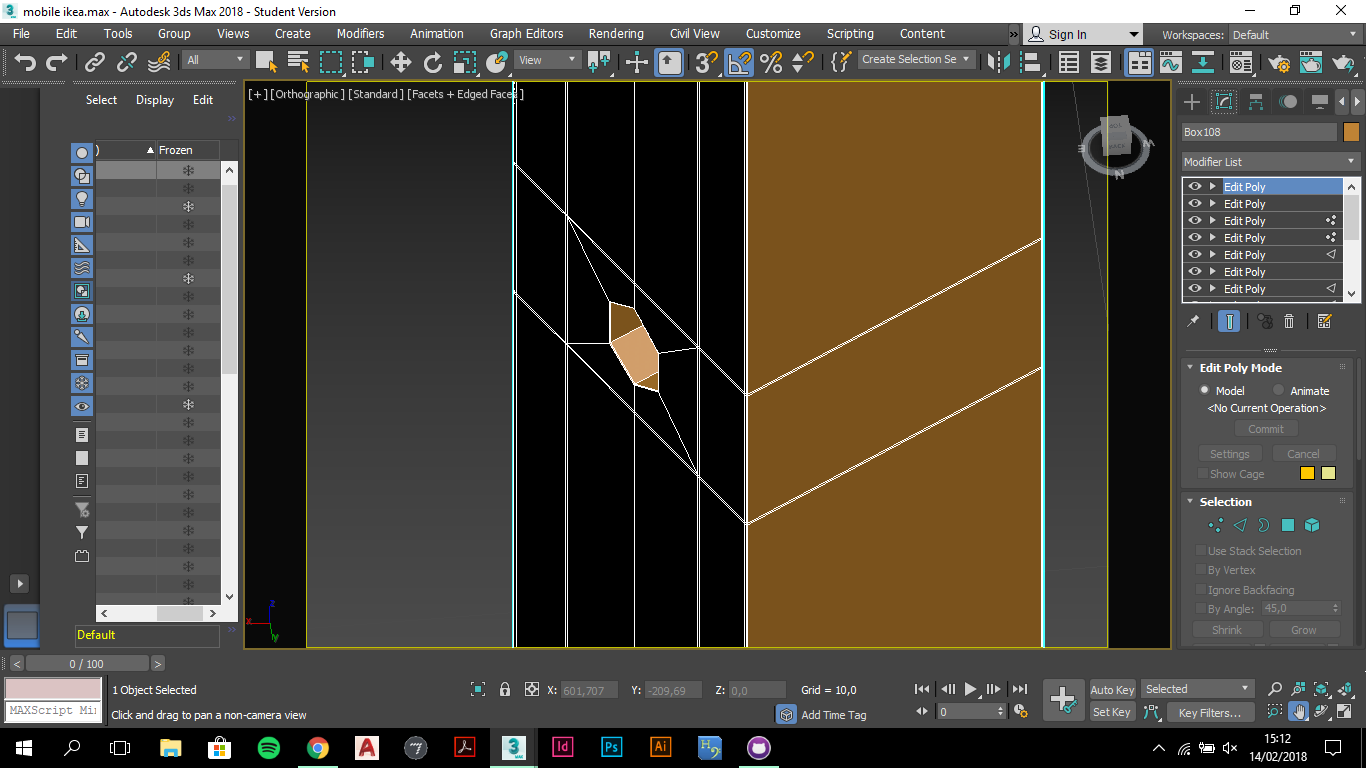 mobile ikea.max - Autodesk 3ds Max 2018 - Student Version
File Edit Tools Group Views Create Modifiers Animation Graph Editors Rendering Civil View Customize Scripting Content » Sign In Workspaces: Default
All View Create Selection Se
Select Display Edit
) Frozen
[+] [Orthographic] [Standard] [Facets + Edged Faces]
E W
N
Box108
Modifier List
Edit Poly
Edit Poly
Edit Poly
Edit Poly
Edit Poly
Edit Poly
Edit Poly
Edit Poly Mode
Model Animate
<No Current Operation>
Commit
Settings Cancel
Show Cage
Selection
Use Stack Selection
By Vertex
Ignore Backfacing
By Angle: 45,0
Shrink Grow
z
x
y
Default
0 / 100
1 Object Selected X: 601,707 Y: -209,69 Z: 0,0 Grid = 10,0 Auto Key Selected
MAXScript Mi Click and drag to pan a non-camera view Add Time Tag 0 Set Key Key Filters...
15:12
14/02/2018